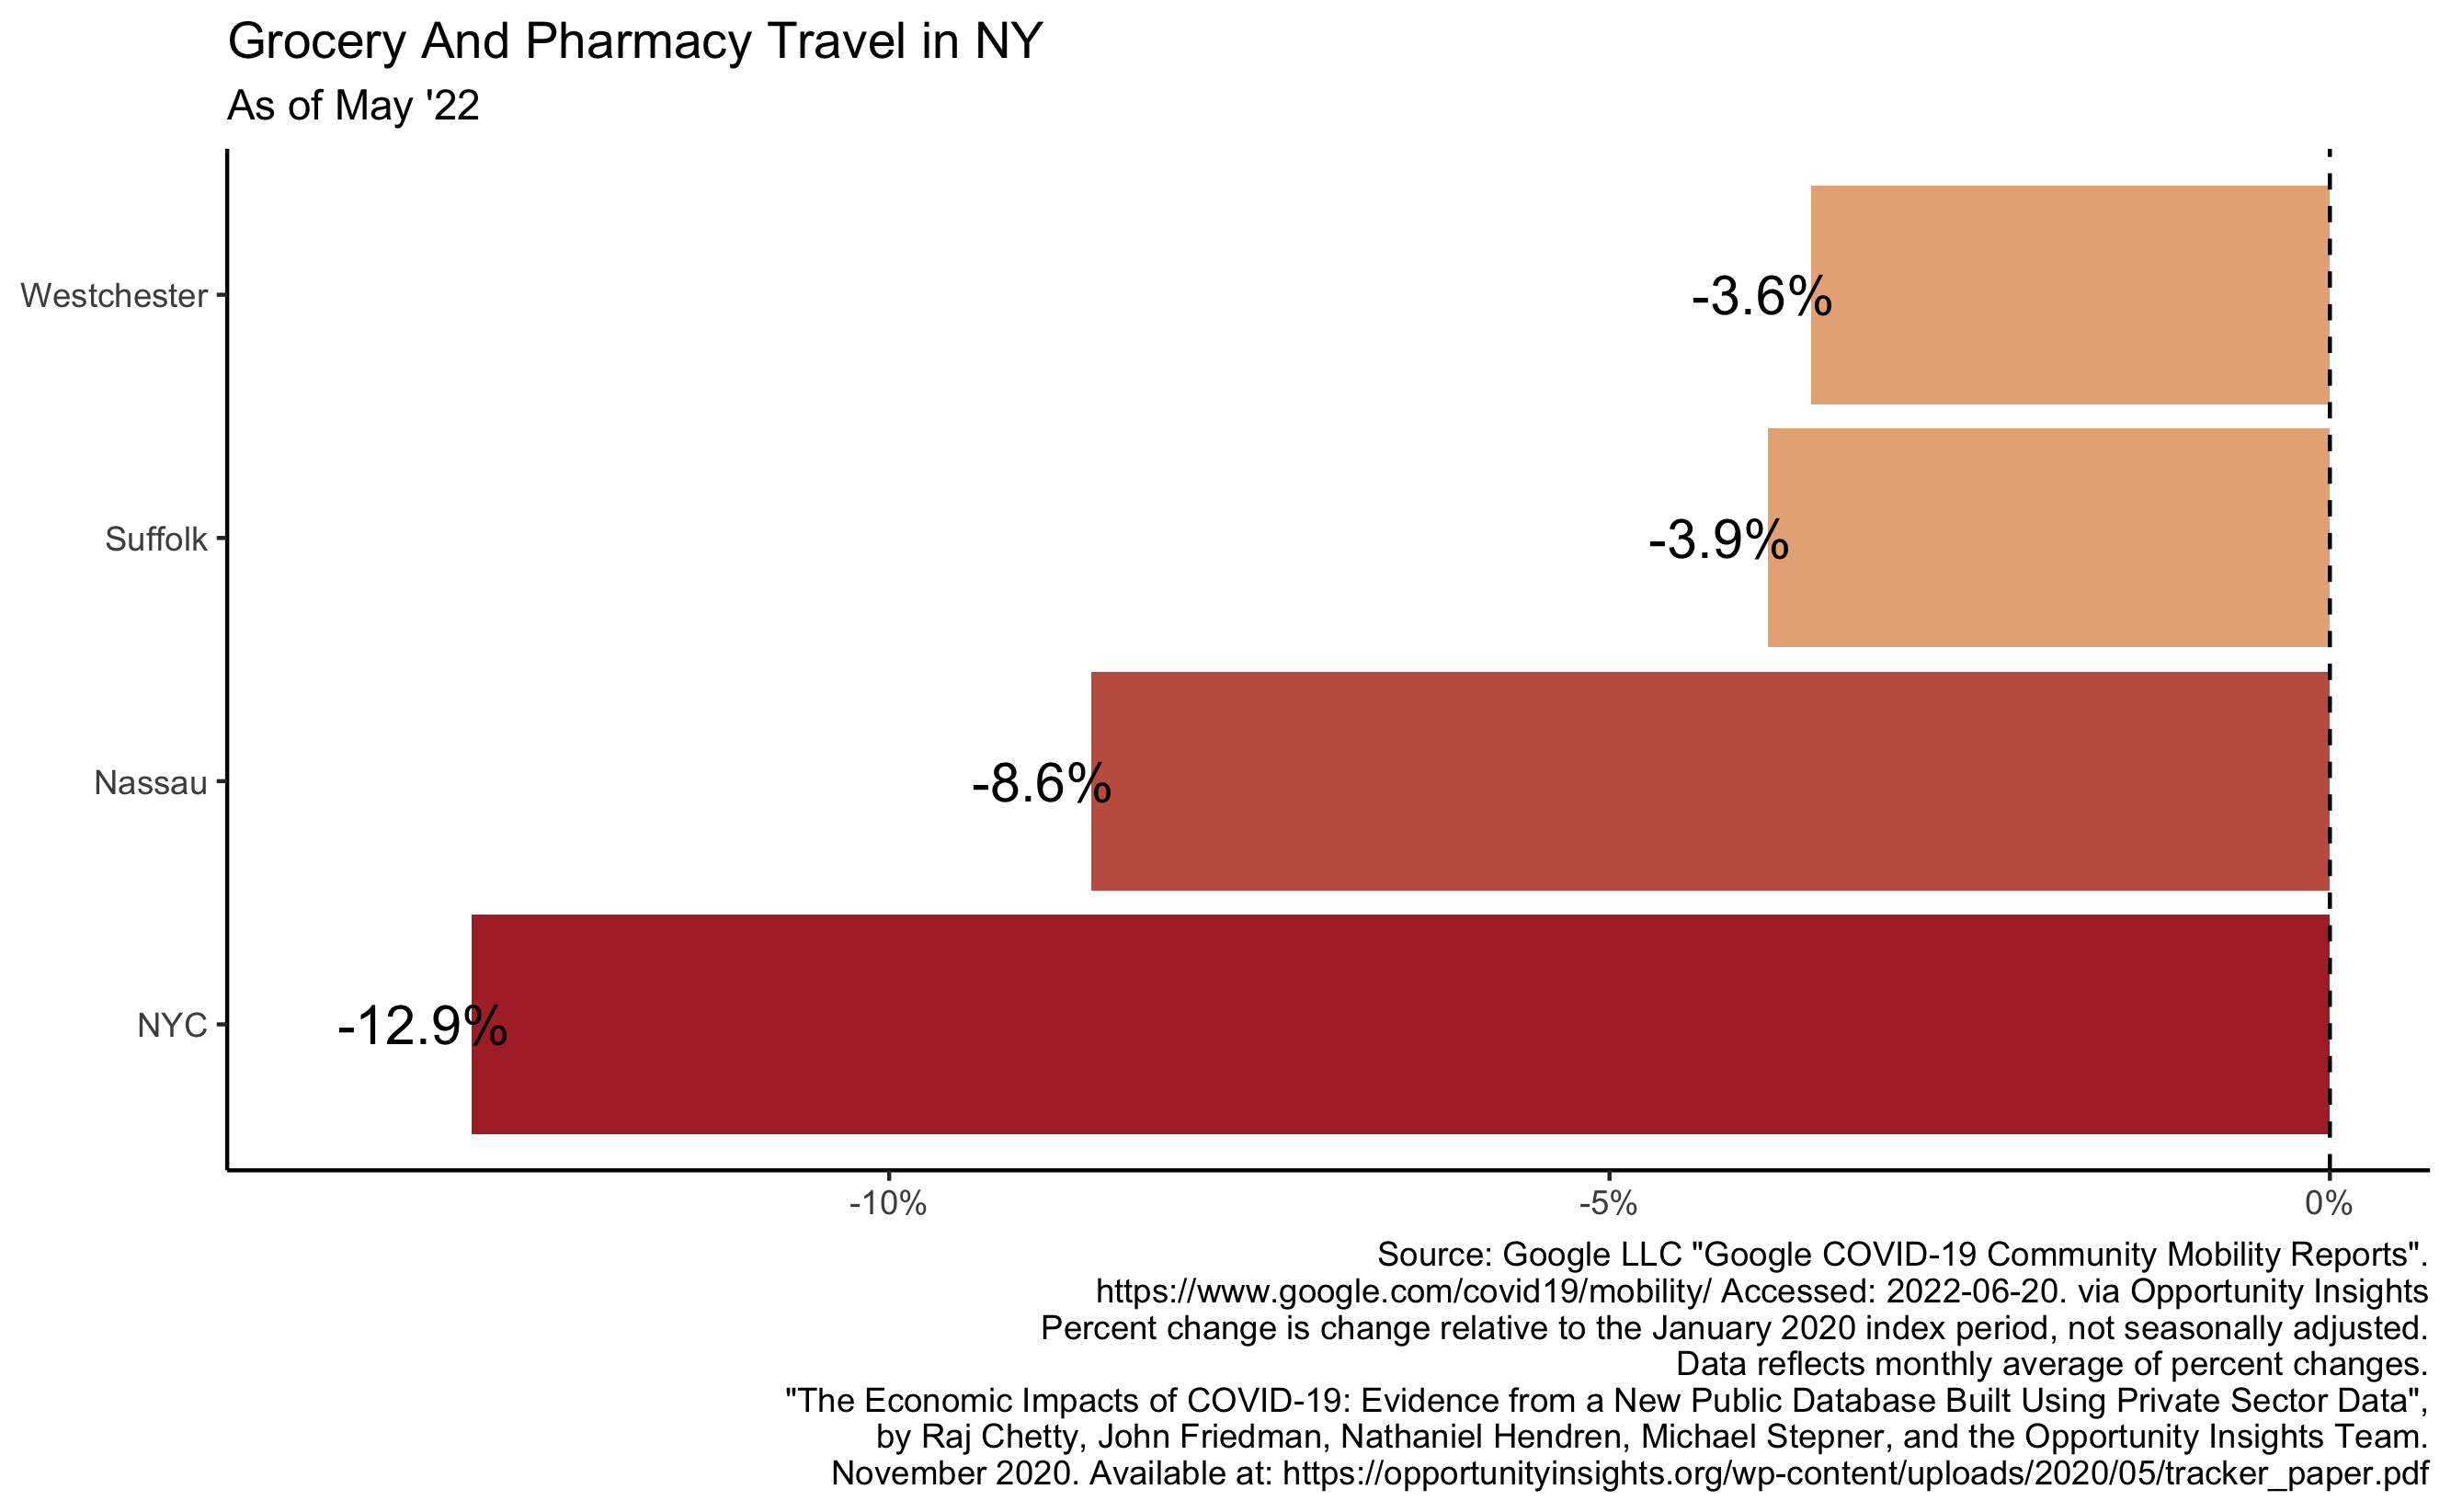 Grocery And Pharmacy Travel in NY
As of May '22
Westchester
-3.6%
Suffolk
-3.9%
Nassau
-8.6%
NYC
-12.9%
-10%
-5%
0%
Source: Google LLC "Google COVID-19 Community Mobility Reports".
https://www.google.com/covid19/mobility/ Accessed: 2022-06-20. via Opportunity Insights
Percent change is change relative to the January 2020 index period, not seasonally adjusted.
Data reflects monthly average of percent changes.
"The Economic Impacts of COVID-19: Evidence from a New Public Database Built Using Private Sector Data",
by Raj Chetty, John Friedman, Nathaniel Hendren, Michael Stepner, and the Opportunity Insights Team.
November 2020. Available at: https://opportunityinsights.org/wp-content/uploads/2020/05/tracker_paper.pdf